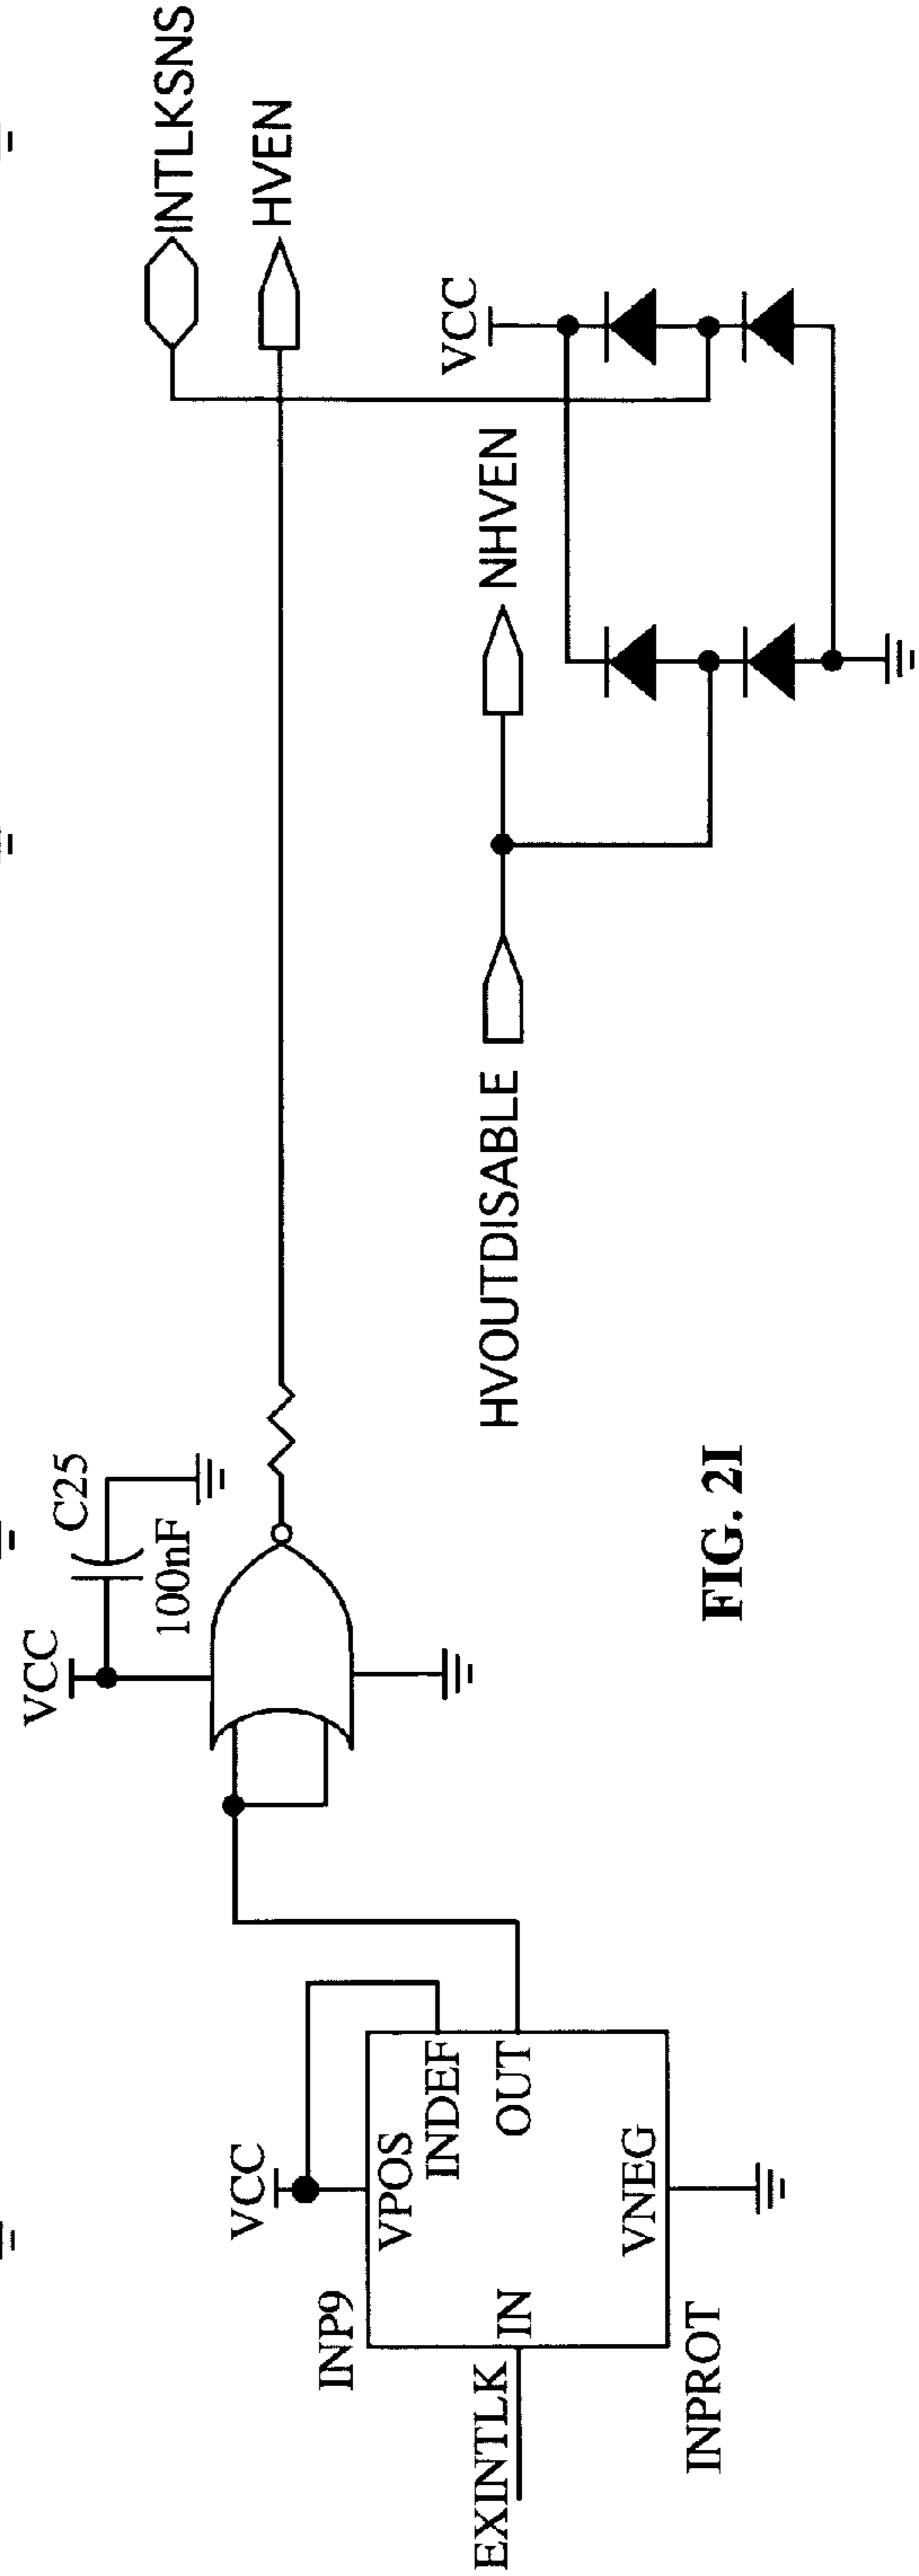 INTLKSNS
HVEN
VCC
C25
100nF
VCC
NHVEN
HVOUTDISABLE
VCC
INP9
VPOS
INDEF
OUT
IN
VNEG
EXINTLK
INPROT
VCC
FIG. 2I